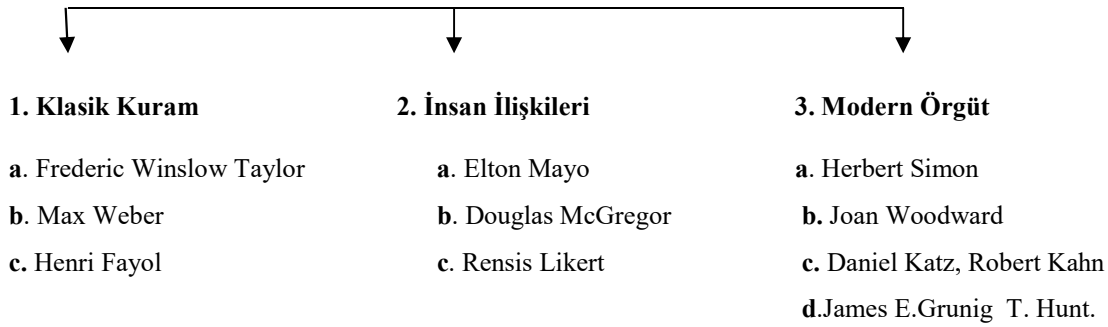 1. Klasik Kuram
a. Frederic Winslow Taylor
b. Max Weber
c. Henri Fayol
2. İnsan İlişkileri
a. Elton Mayo
b. Douglas McGregor
c. Rensis Likert
3. Modern Örgüt
a. Herbert Simon
b. Joan Woodward
c. Daniel Katz, Robert Kahn
d.James E.Grunig T. Hunt.